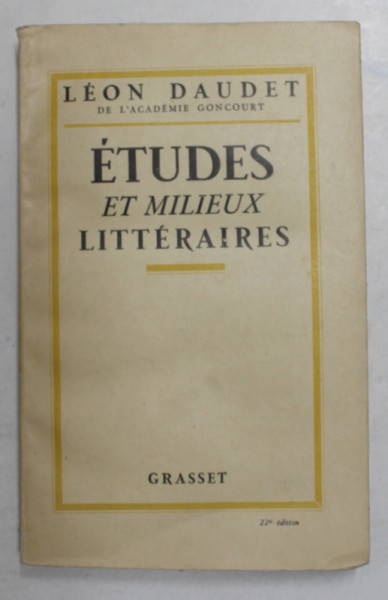 LÉON DAUDET
DE L'ACADÉMIE GONCOURT
ÉTUDES
ET MILIEUX
LITTÉRAIRES
GRASSET
22e édition